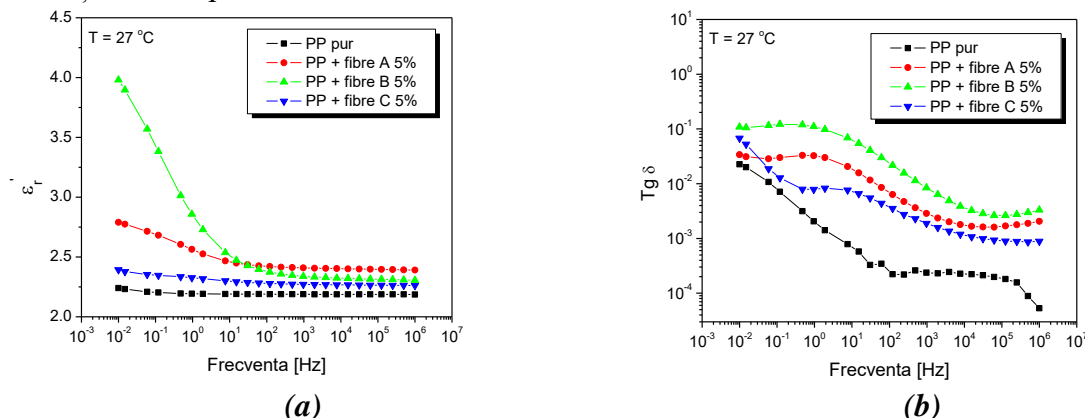 T = 27 °C
PP pur
PP + fibre A 5%
PP + fibre B 5%
PP + fibre C 5%
4.5
4.0
3.5
3.0
2.5
2.0
εr'
10⁻³ 10⁻² 10⁻¹ 10⁰ 10¹ 10² 10³ 10⁴ 10⁵ 10⁶ 10⁷
Frecventa [Hz]
(a)
T = 27 °C
PP pur
PP + fibre A 5%
PP + fibre B 5%
PP + fibre C 5%
10¹
10⁰
10⁻¹
10⁻²
10⁻³
10⁻⁴
Tg δ
10⁻³ 10⁻² 10⁻¹ 10⁰ 10¹ 10² 10³ 10⁴ 10⁵ 10⁶ 10⁷
Frecventa [Hz]
(b)